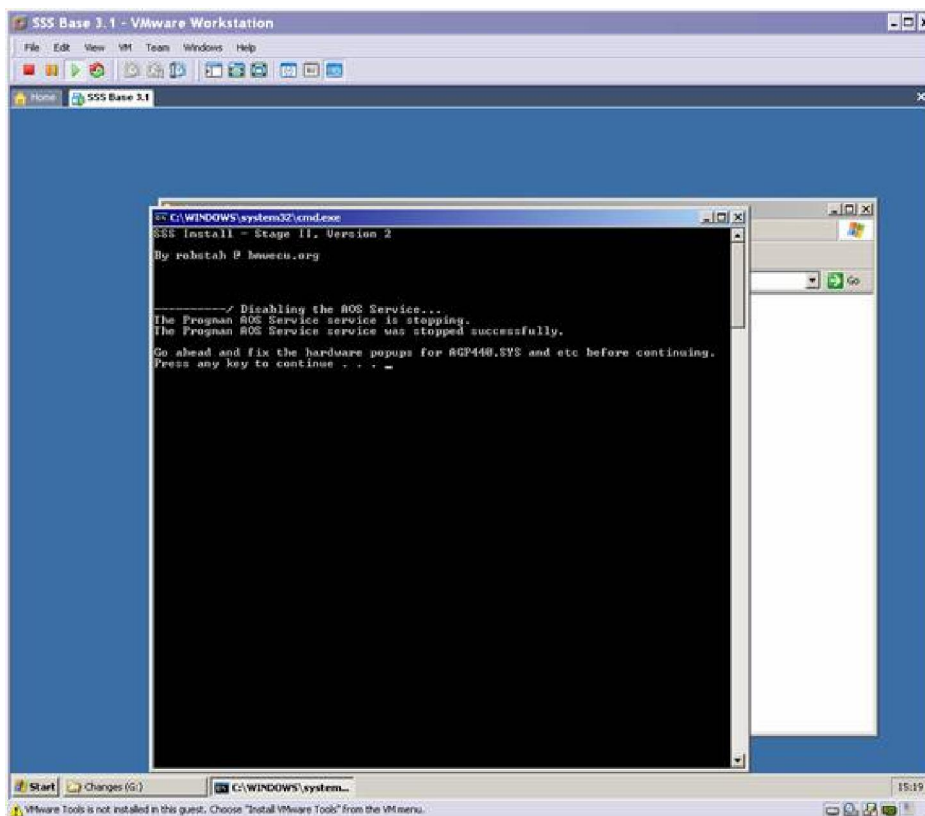 SSS Base 3.1 - VMware Workstation
File Edit View VM Team Windows Help
Home SSS Base 3.1
C:\WINDOWS\system32\cmd.exe
SSS Install - Stage II, Version 2
By robstah @ bmwecu.org
----------/ Disabling the AOS Service...
The Progman AOS Service service is stopping.
The Progman AOS Service service was stopped successfully.
Go ahead and fix the hardware popups for AGP440.SYS and etc before continuing.
Press any key to continue . . . _
Go
Start Changes (G:) C:\WINDOWS\system... 15:19
VMware Tools is not installed in this guest. Choose "Install VMware Tools" from the VM menu.